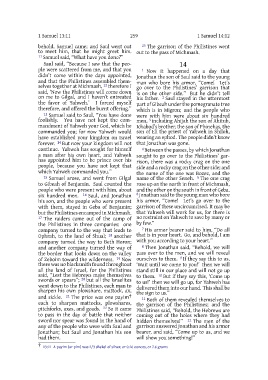 1 Samuel 13:11
259
1 Samuel 14:12
behold, Samuel came; and Saul went out
to meet him, that he might greet him.
11 Samuel said, “What have you done?”
Saul said, “Because I saw that the peo-
ple were scattered from me, and that you
didn’t come within the days appointed,
and that the Philistines assembled them-
selves together at Michmash, 12 therefore I
said, ‘Now the Philistines will come down
on me to Gilgal, and I haven’t entreated
the favor of Yahweh.’ I forced myself
therefore, and offered the burnt offering.”
13 Samuel said to Saul, “You have done
foolishly. You have not kept the com-
mandment of Yahweh your God, which he
commanded you; for now Yahweh would
have established your kingdom on Israel
forever. 14 But now your kingdom will not
continue. Yahweh has sought for himself
a man after his own heart, and Yahweh
has appointed him to be prince over his
people, because you have not kept that
which Yahweh commanded you.”
15 Samuel arose, and went from Gilgal
to Gibeah of Benjamin. Saul counted the
people who were present with him, about
six hundred men. 16 Saul, and Jonathan
his son, and the people who were present
with them, stayed in Geba of Benjamin;
but the Philistines encamped in Michmash.
17 The raiders came out of the camp of
the Philistines in three companies: one
company turned to the way that leads to
Ophrah, to the land of Shual; 18 another
company turned the way to Beth Horon;
and another company turned the way of
the border that looks down on the valley
of Zeboim toward the wilderness. 19 Now
there was no blacksmith found throughout
all the land of Israel, for the Philistines
said, “Lest the Hebrews make themselves
swords or spears”; 20 but all the Israelites
went down to the Philistines, each man to
sharpen his own plowshare, mattock, ax,
and sickle. 21 The price was one payim†
each to sharpen mattocks, plowshares,
pitchforks, axes, and goads. 22 So it came
to pass in the day of battle that neither
sword nor spear was found in the hand of
any of the people who were with Saul and
Jonathan; but Saul and Jonathan his son
had them.
23 The garrison of the Philistines went
out to the pass of Michmash.
14
1 Now it happened on a day that
Jonathan the son of Saul said to the young
man who bore his armor, “Come! Let’s
go over to the Philistines’ garrison that
is on the other side.” But he didn’t tell
his father. 2 Saul stayed in the uttermost
part of Gibeah under the pomegranate tree
which is in Migron; and the people who
were with him were about six hundred
men, 3 including Ahijah the son of Ahitub,
Ichabod’s brother, the son of Phinehas, the
son of Eli the priest of Yahweh in Shiloh,
wearing an ephod. The people didn’t know
that Jonathan was gone.
4 Between the passes, by which Jonathan
sought to go over to the Philistines’ gar-
rison, there was a rocky crag on the one
side and a rocky crag on the other side; and
the name of the one was Bozez, and the
name of the other Seneh. 5 The one crag
rose up on the north in front of Michmash,
and the other on the south in front of Geba.
6 Jonathan said to the young man who bore
his armor, “Come! Let’s go over to the
garrison of these uncircumcised. It may be
that Yahweh will work for us, for there is
no restraint on Yahweh to save by many or
by few.”
7 His armor bearer said to him, “Do all
that is in your heart. Go, and behold, I am
with you according to your heart.”
8 Then Jonathan said, “Behold, we will
pass over to the men, and we will reveal
ourselves to them. 9 If they say this to us,
‘Wait until we come to you!’ then we will
stand still in our place and will not go up
to them. 10 But if they say this, ‘Come up
to us!’ then we will go up, for Yahweh has
delivered them into our hand. This shall be
the sign to us.”
11 Both of them revealed themselves to
the garrison of the Philistines; and the
Philistines said, “Behold, the Hebrews are
coming out of the holes where they had
hidden themselves!” 12 The men of the
garrison answered Jonathan and his armor
bearer, and said, “Come up to us, and we
will show you something!”